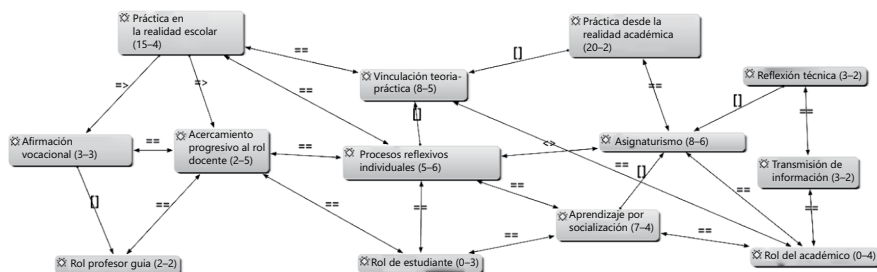 Práctica en
la realidad escolar
(15–4)
Práctica desde la
realidad académica
(20–2)
==
[]
Vinculación teoria-
práctica (8–5)
Reflexión técnica (3–2)
=>
=>
==
==
[]
==
[]
Afirmación
vocacional (3–3)
==
Acercamiento
progresivo al rol
docente (2–5)
==
Procesos reflexivos
individuales (5–6)
<>
Asignaturismo (8–6)
==
[]
Transmisión de
información (3–2)
[]
==
==
==
==
==
==
Aprendizaje por
socialización (7–4)
==
==
Rol profesor guia (2–2)
Rol de estudiante (0–3)
Rol del académico (0–4)